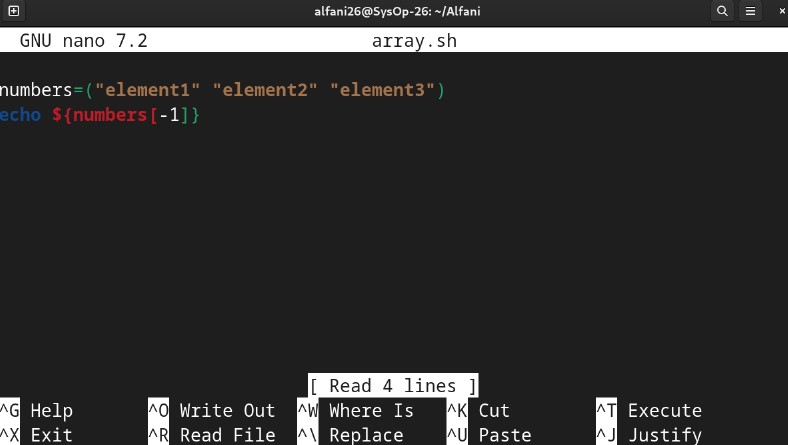 alfani26@SysOp-26: ~/Alfani
GNU nano 7.2 array.sh
numbers=("element1" "element2" "element3")
echo ${numbers[-1]}
[ Read 4 lines ]
^G Help ^O Write Out ^W Where Is ^K Cut ^T Execute
^X Exit ^R Read File ^\ Replace ^U Paste ^J Justify